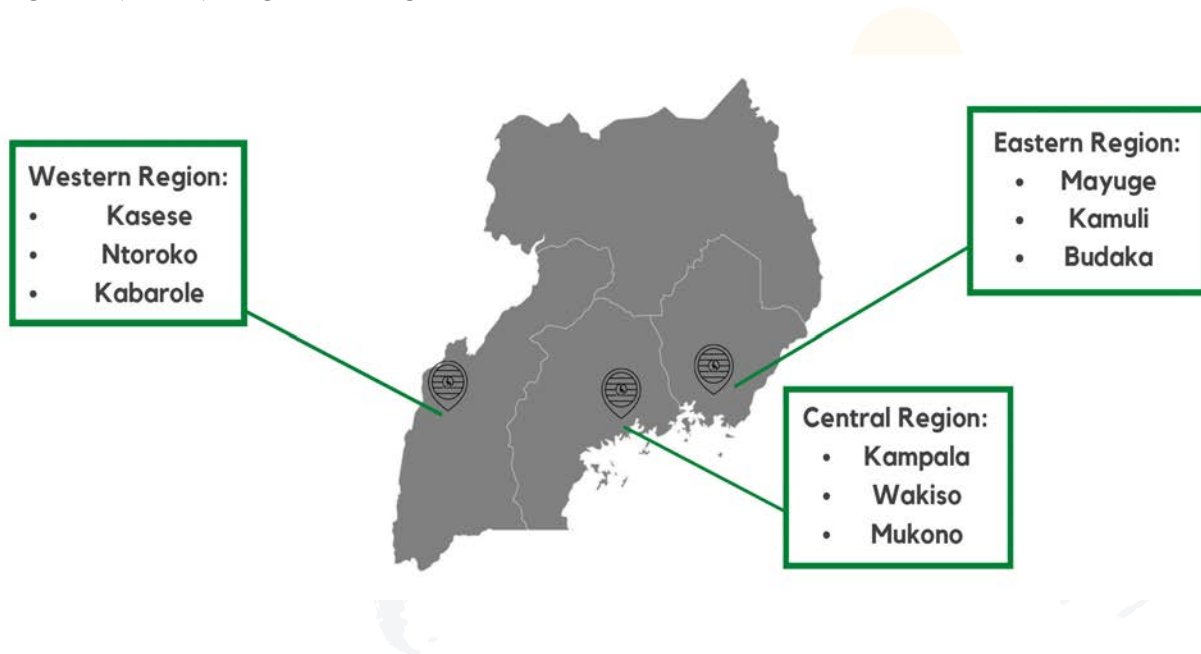 Western Region:
• Kasese
• Ntoroko
• Kabarole
Eastern Region:
• Mayuge
• Kamuli
• Budaka
Central Region:
• Kampala
• Wakiso
• Mukono